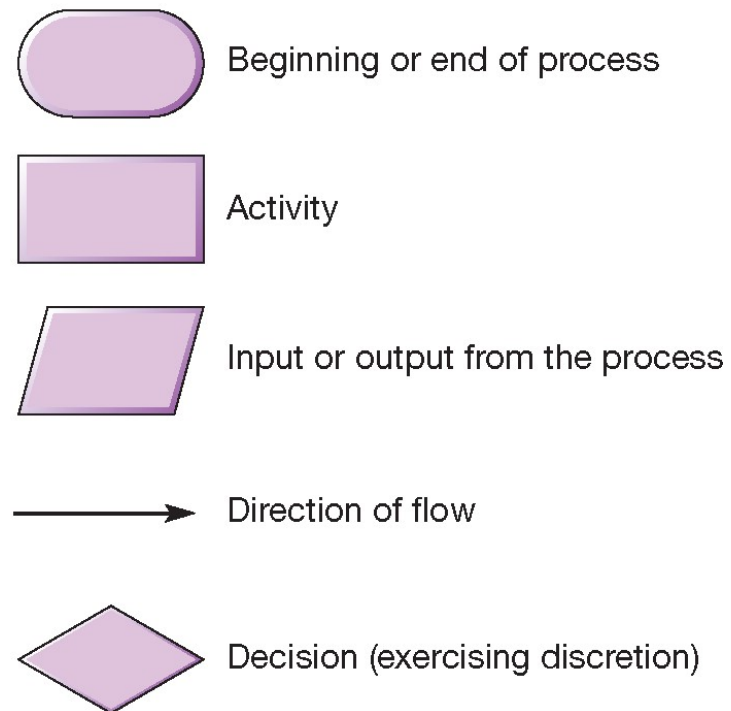 Beginning or end of process
Activity
Input or output from the process
Direction of flow
Decision (exercising discretion)